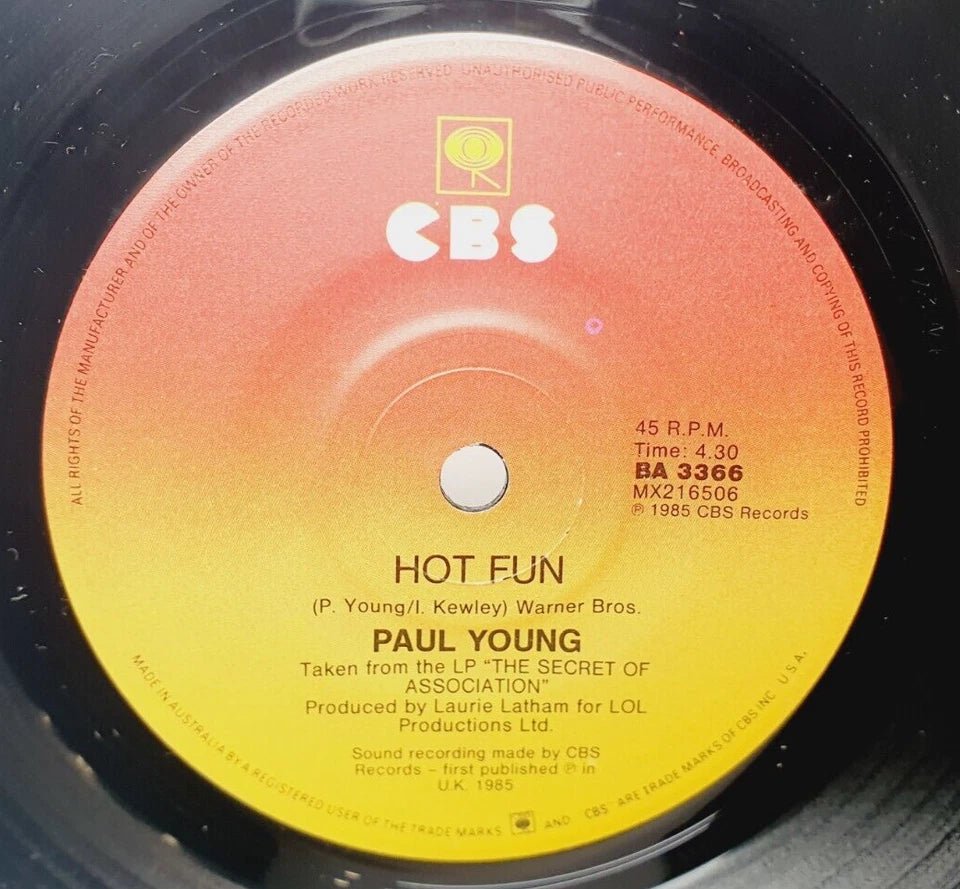 ALL RIGHTS OF THE MANUFACTURER AND OF THE OWNER OF THE RECORDED WORK RESERVED. UNAUTHORISED PUBLIC PERFORMANCE, BROADCASTING AND COPYING OF THIS RECORD PROHIBITED
CBS
45 R.P.M.
Time: 4.30
BA 3366
MX216506
℗ 1985 CBS Records
HOT FUN
(P. Young/I. Kewley) Warner Bros.
PAUL YOUNG
Taken from the LP "THE SECRET OF
ASSOCIATION"
Produced by Laurie Latham for LOL
Productions Ltd.
Sound recording made by CBS
Records – first published ℗ in
U.K. 1985
MADE IN AUSTRALIA BY A REGISTERED USER OF THE TRADE MARKS AND CBS ARE TRADE MARKS OF CBS INC U.S.A.